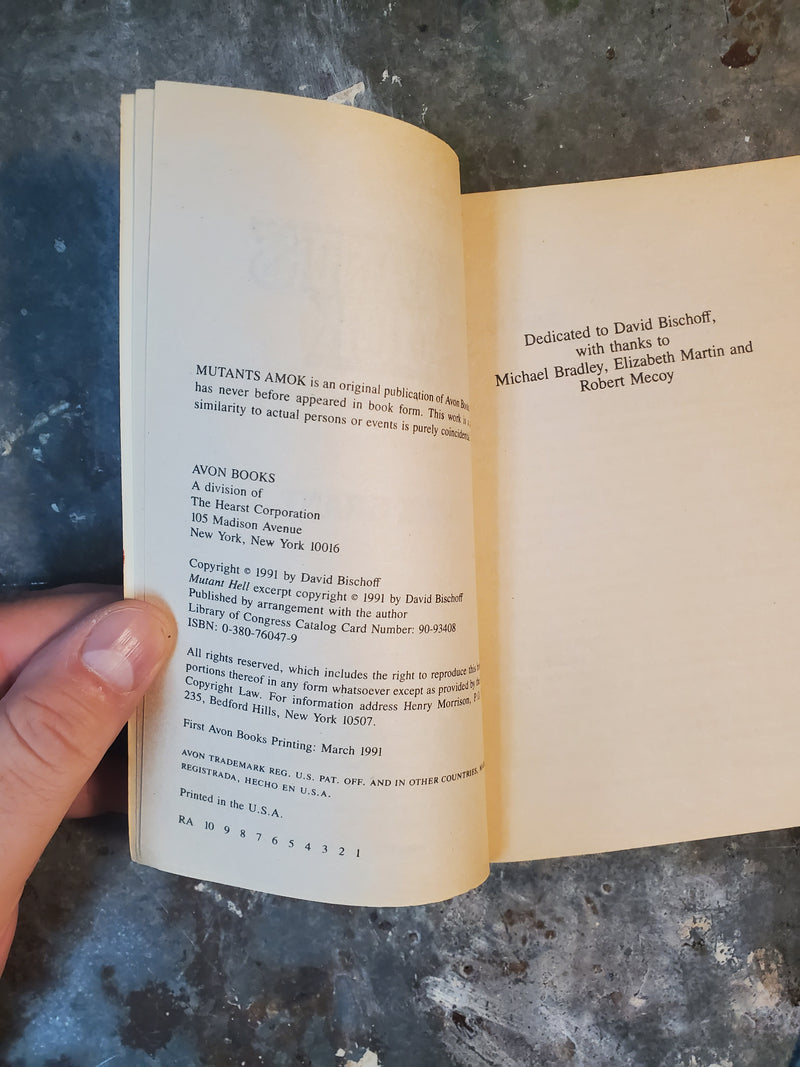 MUTANTS AMOK is an original publication of Avon
has never before appeared in book form. This work is
similarity to actual persons or events is purely
AVON BOOKS
A division of
The Hearst Corporation
105 Madison Avenue
New York, New York 10016
Copyright © 1991 by David Bischoff
Mutant Hell excerpt copyright © 1991 by David Bischoff
Published by arrangement with the author
Library of Congress Catalog Card Number: 90-93408
ISBN: 0-380-76047-9
All rights reserved, which includes the right to reproduce this
portions thereof in any form whatsoever except as provided by
Copyright Law. For information address Henry Morrison,
235, Bedford Hills, New York 10507.
First Avon Books Printing: March 1991
AVON TRADEMARK REG. U.S. PAT. OFF. AND IN OTHER COUNTRIES,
REGISTRADA, HECHO EN U.S.A.
Printed in the U.S.A.
RA 10 9 8 7 6 5 4 3 2 1
Dedicated to David Bischoff,
with thanks to
Michael Bradley, Elizabeth Martin and
Robert Mecoy